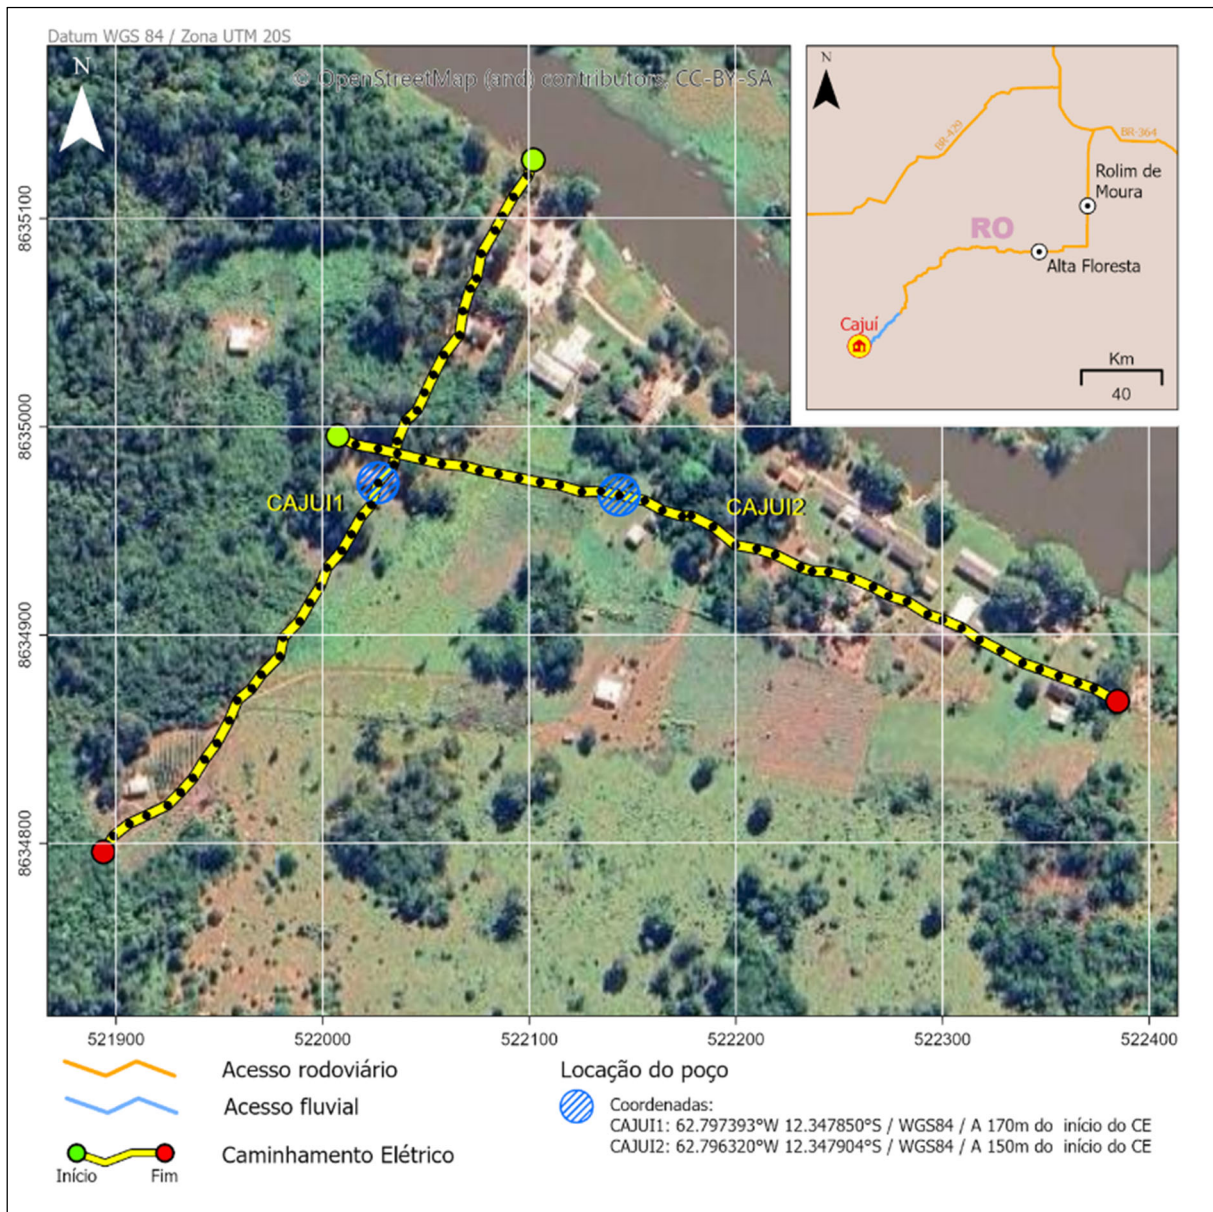 Datum WGS 84 / Zona UTM 20S
N
© OpenStreetMap (and) contributors, CC-BY-SA
N
BR-429
BR-364
Rolim de
Moura
RO
Alta Floresta
Cajuí
Km
40
8635100
8635000
8634900
8634800
CAJUI1
CAJUI2
521900
522000
522100
522200
522300
522400
Acesso rodoviário
Acesso fluvial
Caminhamento Elétrico
Início
Fim
Locação do poço
Coordenadas:
CAJUI1: 62.797393°W 12.347850°S / WGS84 / A 170m do início do CE
CAJUI2: 62.796320°W 12.347904°S / WGS84 / A 150m do início do CE